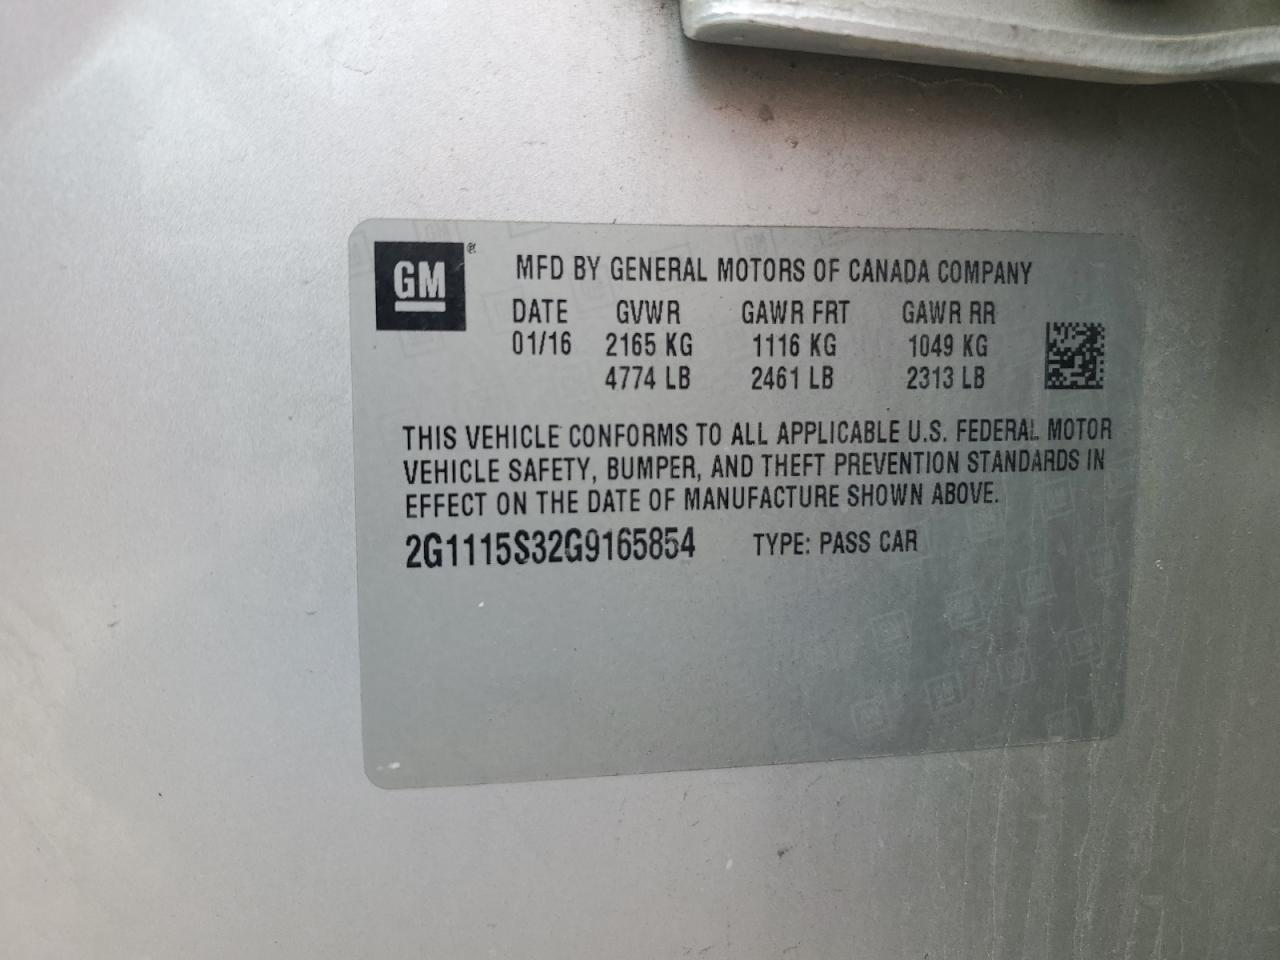 GM®
MFD BY GENERAL MOTORS OF CANADA COMPANY
DATE GVWR GAWR FRT GAWR RR
01/16 2165 KG 1116 KG 1049 KG
4774 LB 2461 LB 2313 LB
THIS VEHICLE CONFORMS TO ALL APPLICABLE U.S. FEDERAL MOTOR
VEHICLE SAFETY, BUMPER, AND THEFT PREVENTION STANDARDS IN
EFFECT ON THE DATE OF MANUFACTURE SHOWN ABOVE.
2G1115S32G9165854 TYPE: PASS CAR